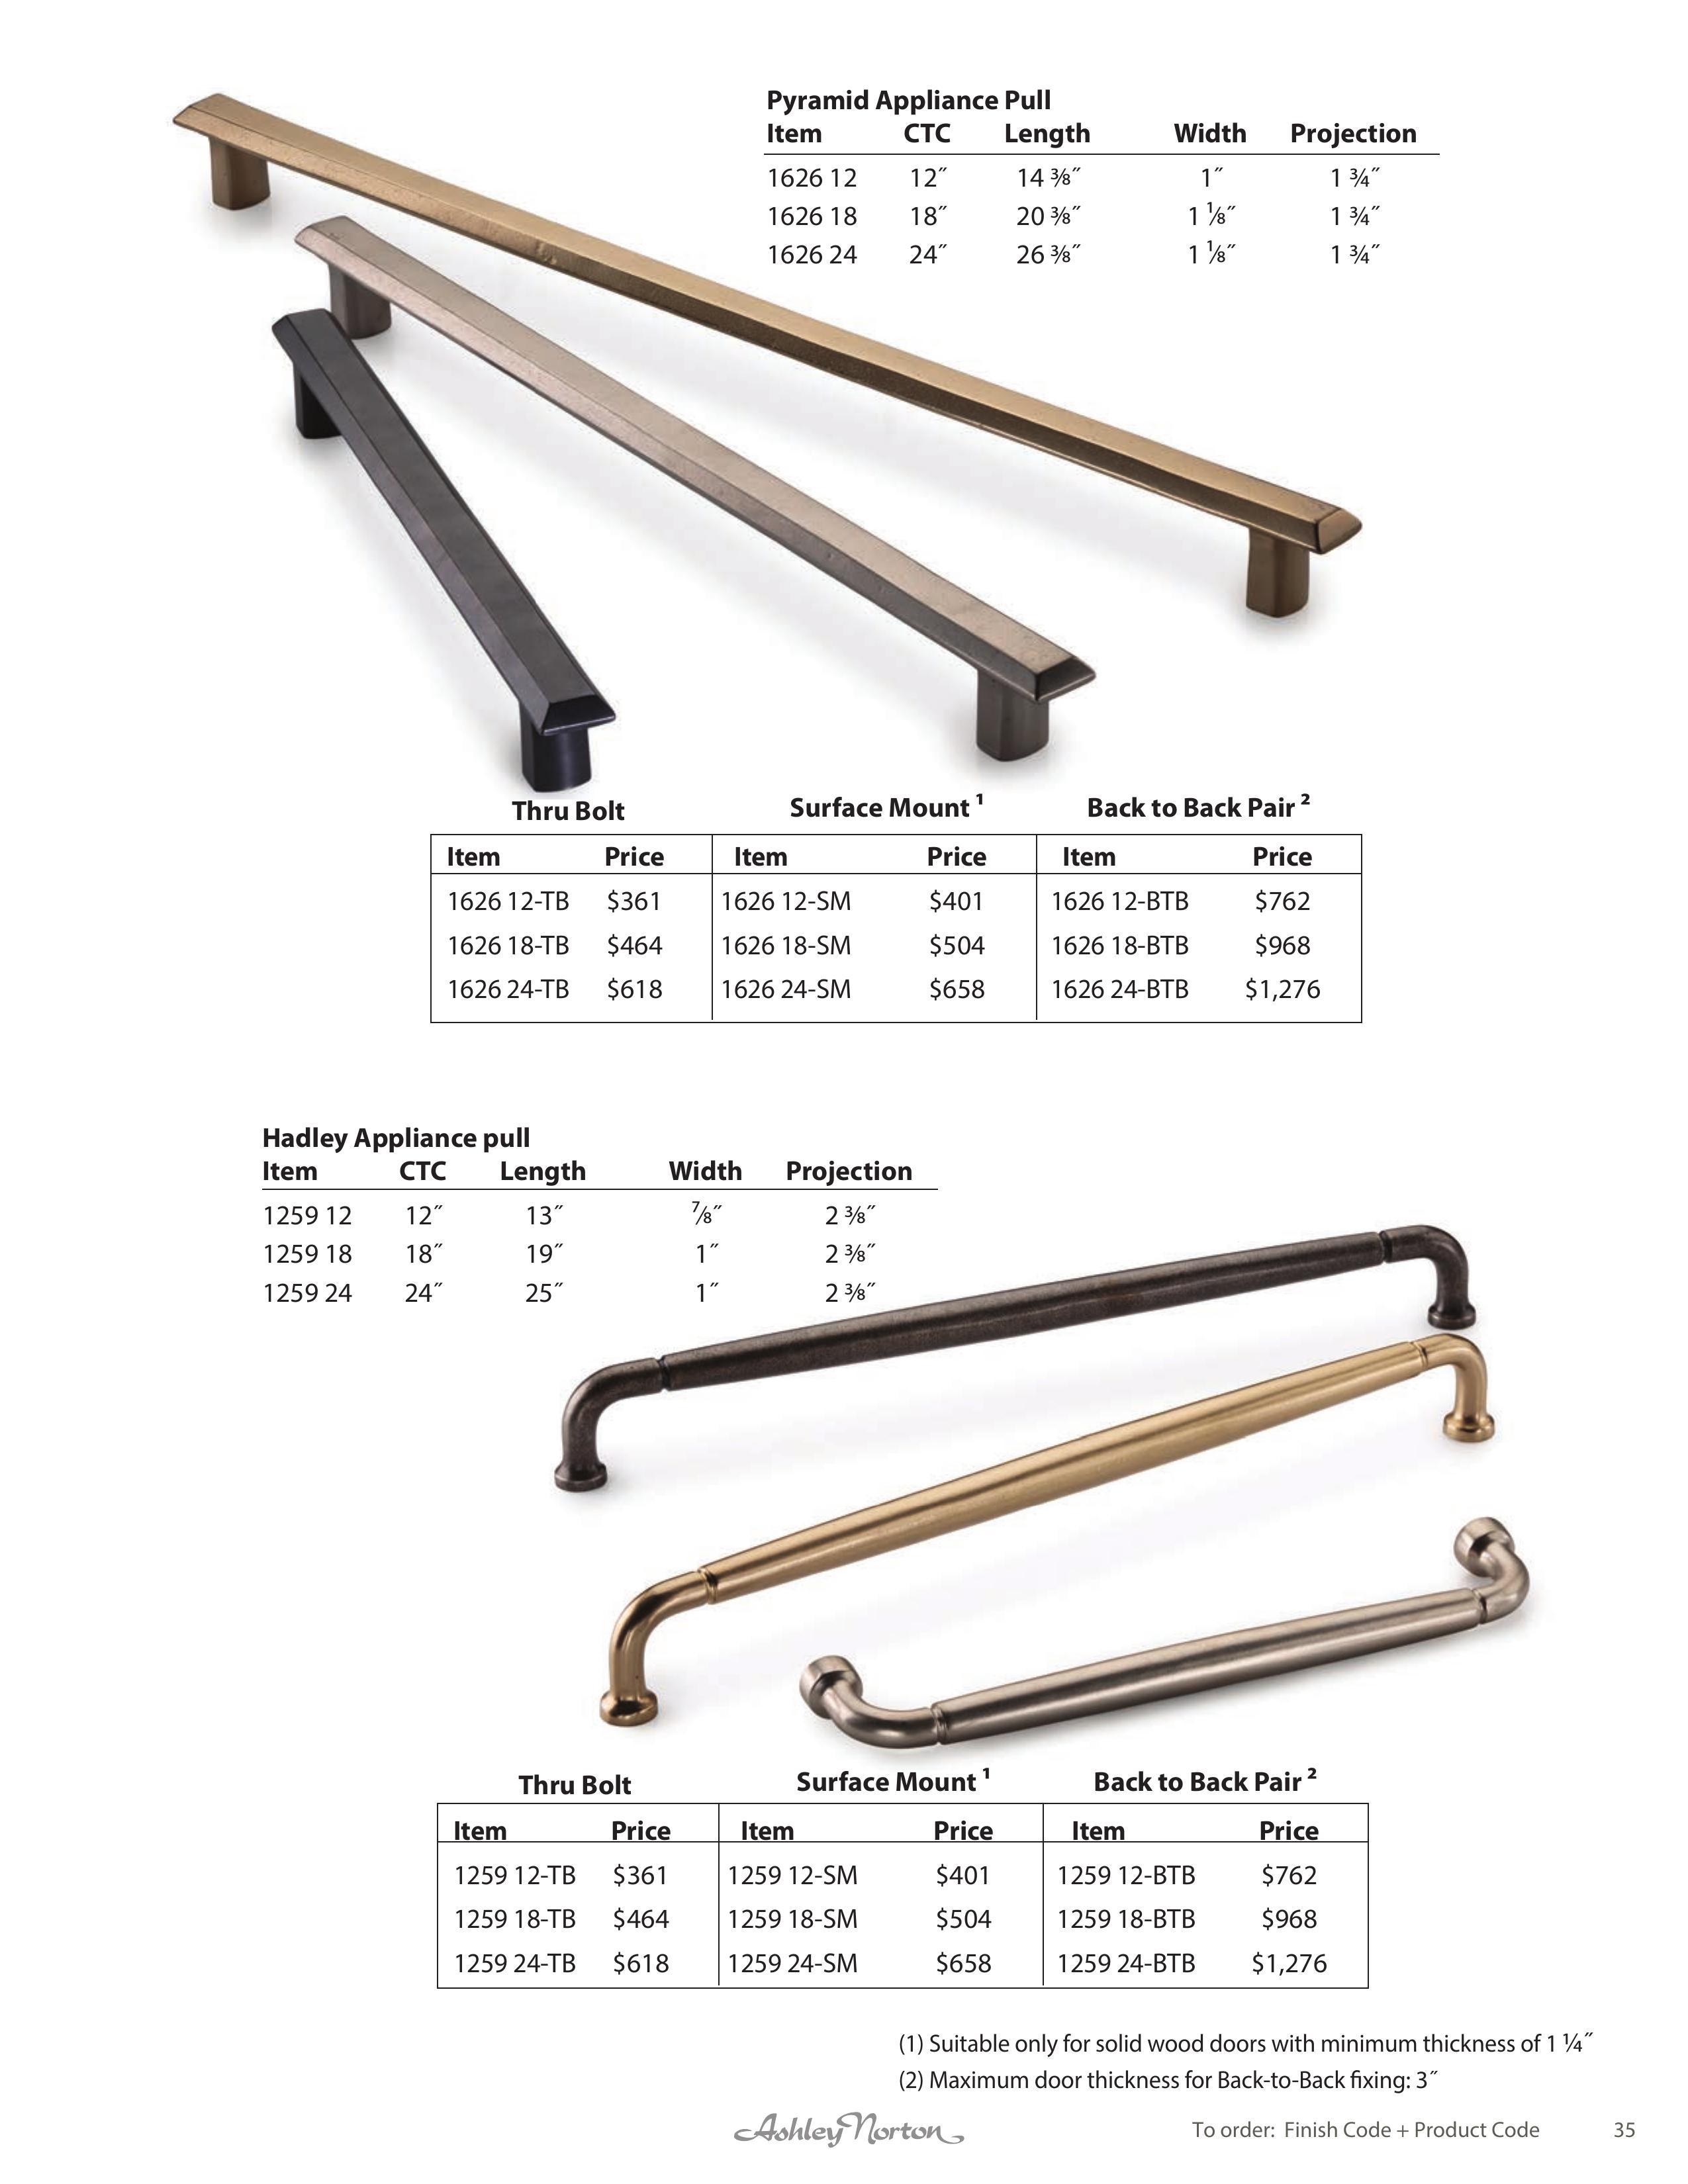 Pyramid Appliance Pull
Item CTC Length Width Projection
1626 12 12˝ 14 ⅜˝ 1˝ 1 ¾˝
1626 18 18˝ 20 ⅜˝ 1 ⅛˝ 1 ¾˝
1626 24 24˝ 26 ⅜˝ 1 ⅛˝ 1 ¾˝
Thru Bolt Surface Mount ¹ Back to Back Pair ²
Item Price Item Price Item Price
1626 12-TB $361 1626 12-SM $401 1626 12-BTB $762
1626 18-TB $464 1626 18-SM $504 1626 18-BTB $968
1626 24-TB $618 1626 24-SM $658 1626 24-BTB $1,276
Hadley Appliance pull
Item CTC Length Width Projection
1259 12 12˝ 13˝ ⅞˝ 2 ⅜˝
1259 18 18˝ 19˝ 1˝ 2 ⅜˝
1259 24 24˝ 25˝ 1˝ 2 ⅜˝
Thru Bolt Surface Mount ¹ Back to Back Pair ²
Item Price Item Price Item Price
1259 12-TB $361 1259 12-SM $401 1259 12-BTB $762
1259 18-TB $464 1259 18-SM $504 1259 18-BTB $968
1259 24-TB $618 1259 24-SM $658 1259 24-BTB $1,276
(1) Suitable only for solid wood doors with minimum thickness of 1 ¼˝
(2) Maximum door thickness for Back-to-Back fixing: 3˝
Ashley Norton To order: Finish Code + Product Code 35